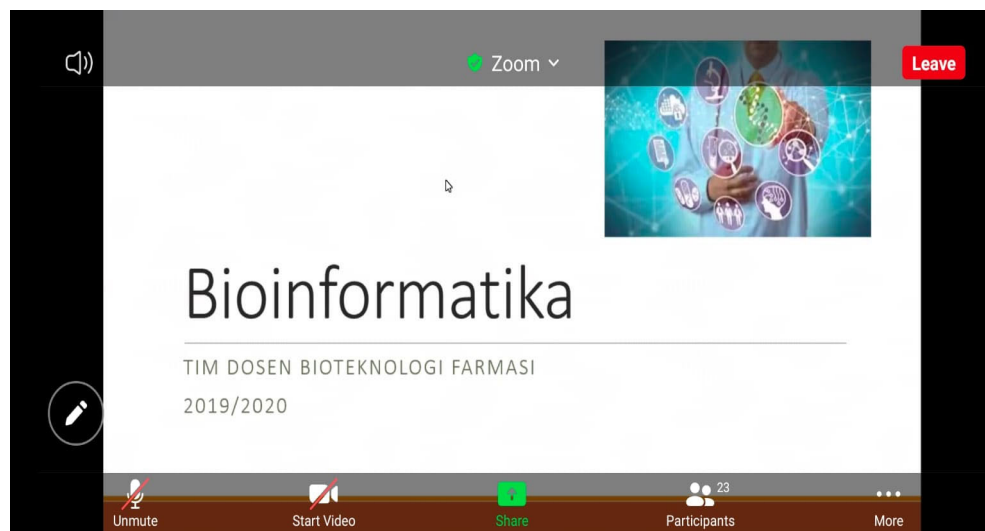 Zoom
Leave
Bioinformatika
TIM DOSEN BIOTEKNOLOGI FARMASI
2019/2020
23
Unmute
Start Video
Share
Participants
More